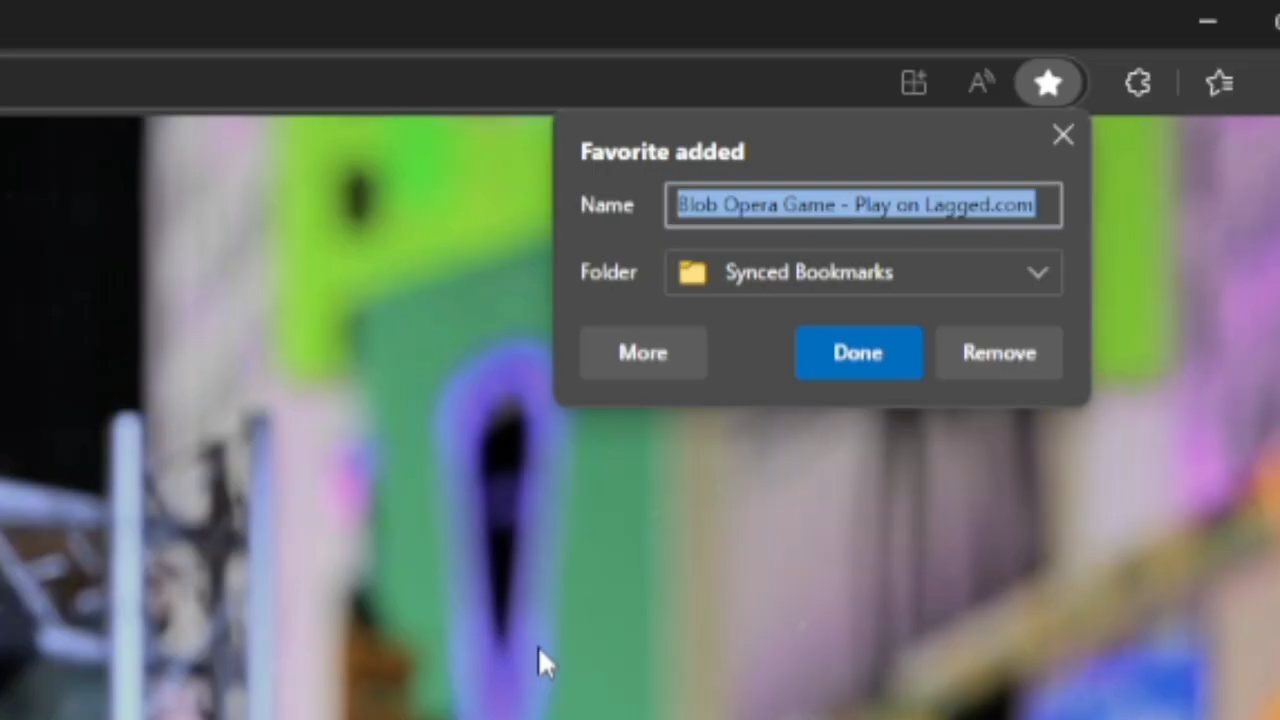 Favorite added
Name Blob Opera Game - Play on Lagged.com
Folder Synced Bookmarks
More Done Remove